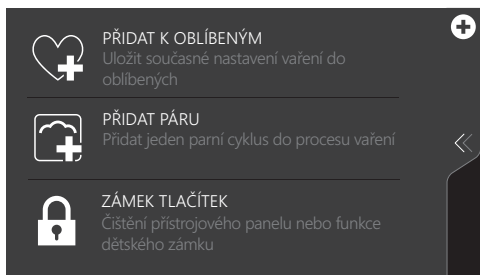 PŘIDAT K OBLÍBENÝM
Uložit současné nastavení vaření do
oblíbených
PŘIDAT PÁRU
Přidat jeden parní cyklus do procesu vaření
ZÁMEK TLAČÍTEK
Čištění přístrojového panelu nebo funkce
dětského zámku